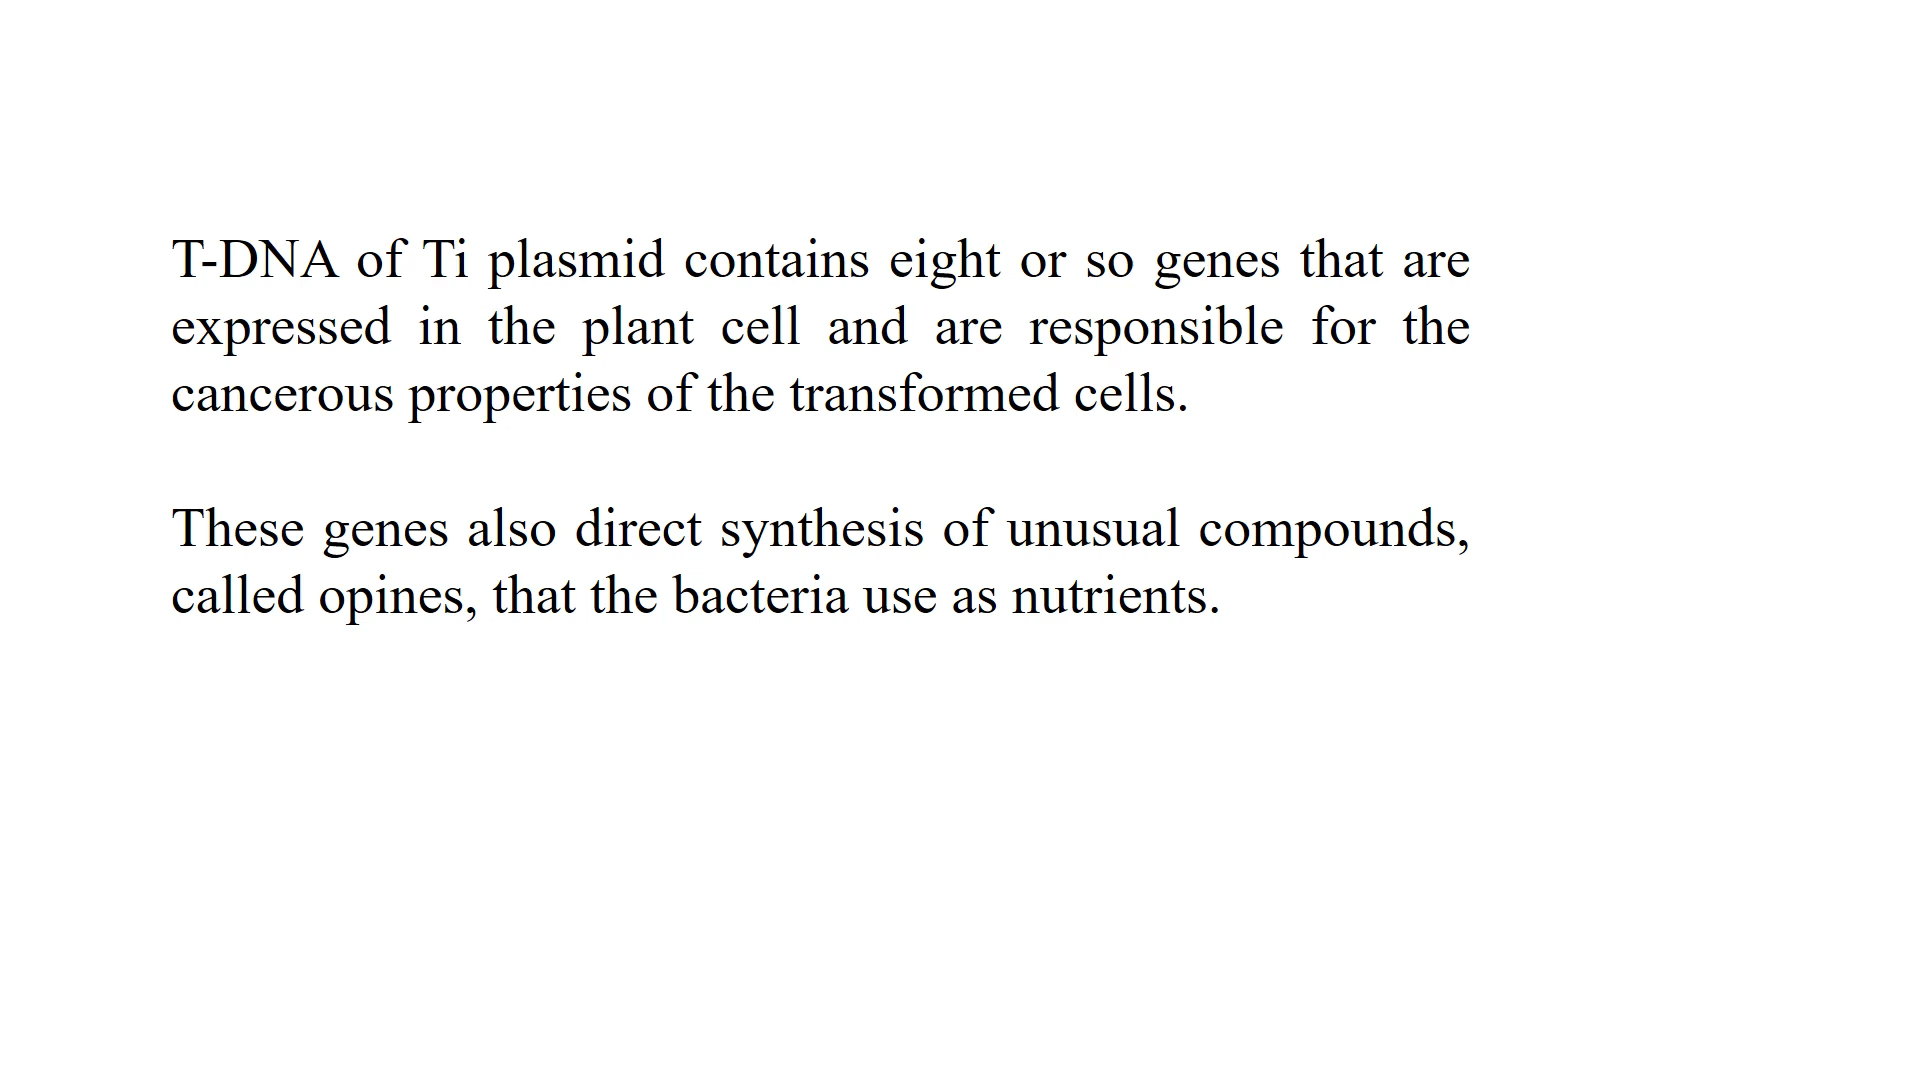 T-DNA of Ti plasmid contains eight or so genes that are
expressed in the plant cell and are responsible for the
cancerous properties of the transformed cells.
These genes also direct synthesis of unusual compounds,
called opines, that the bacteria use as nutrients.